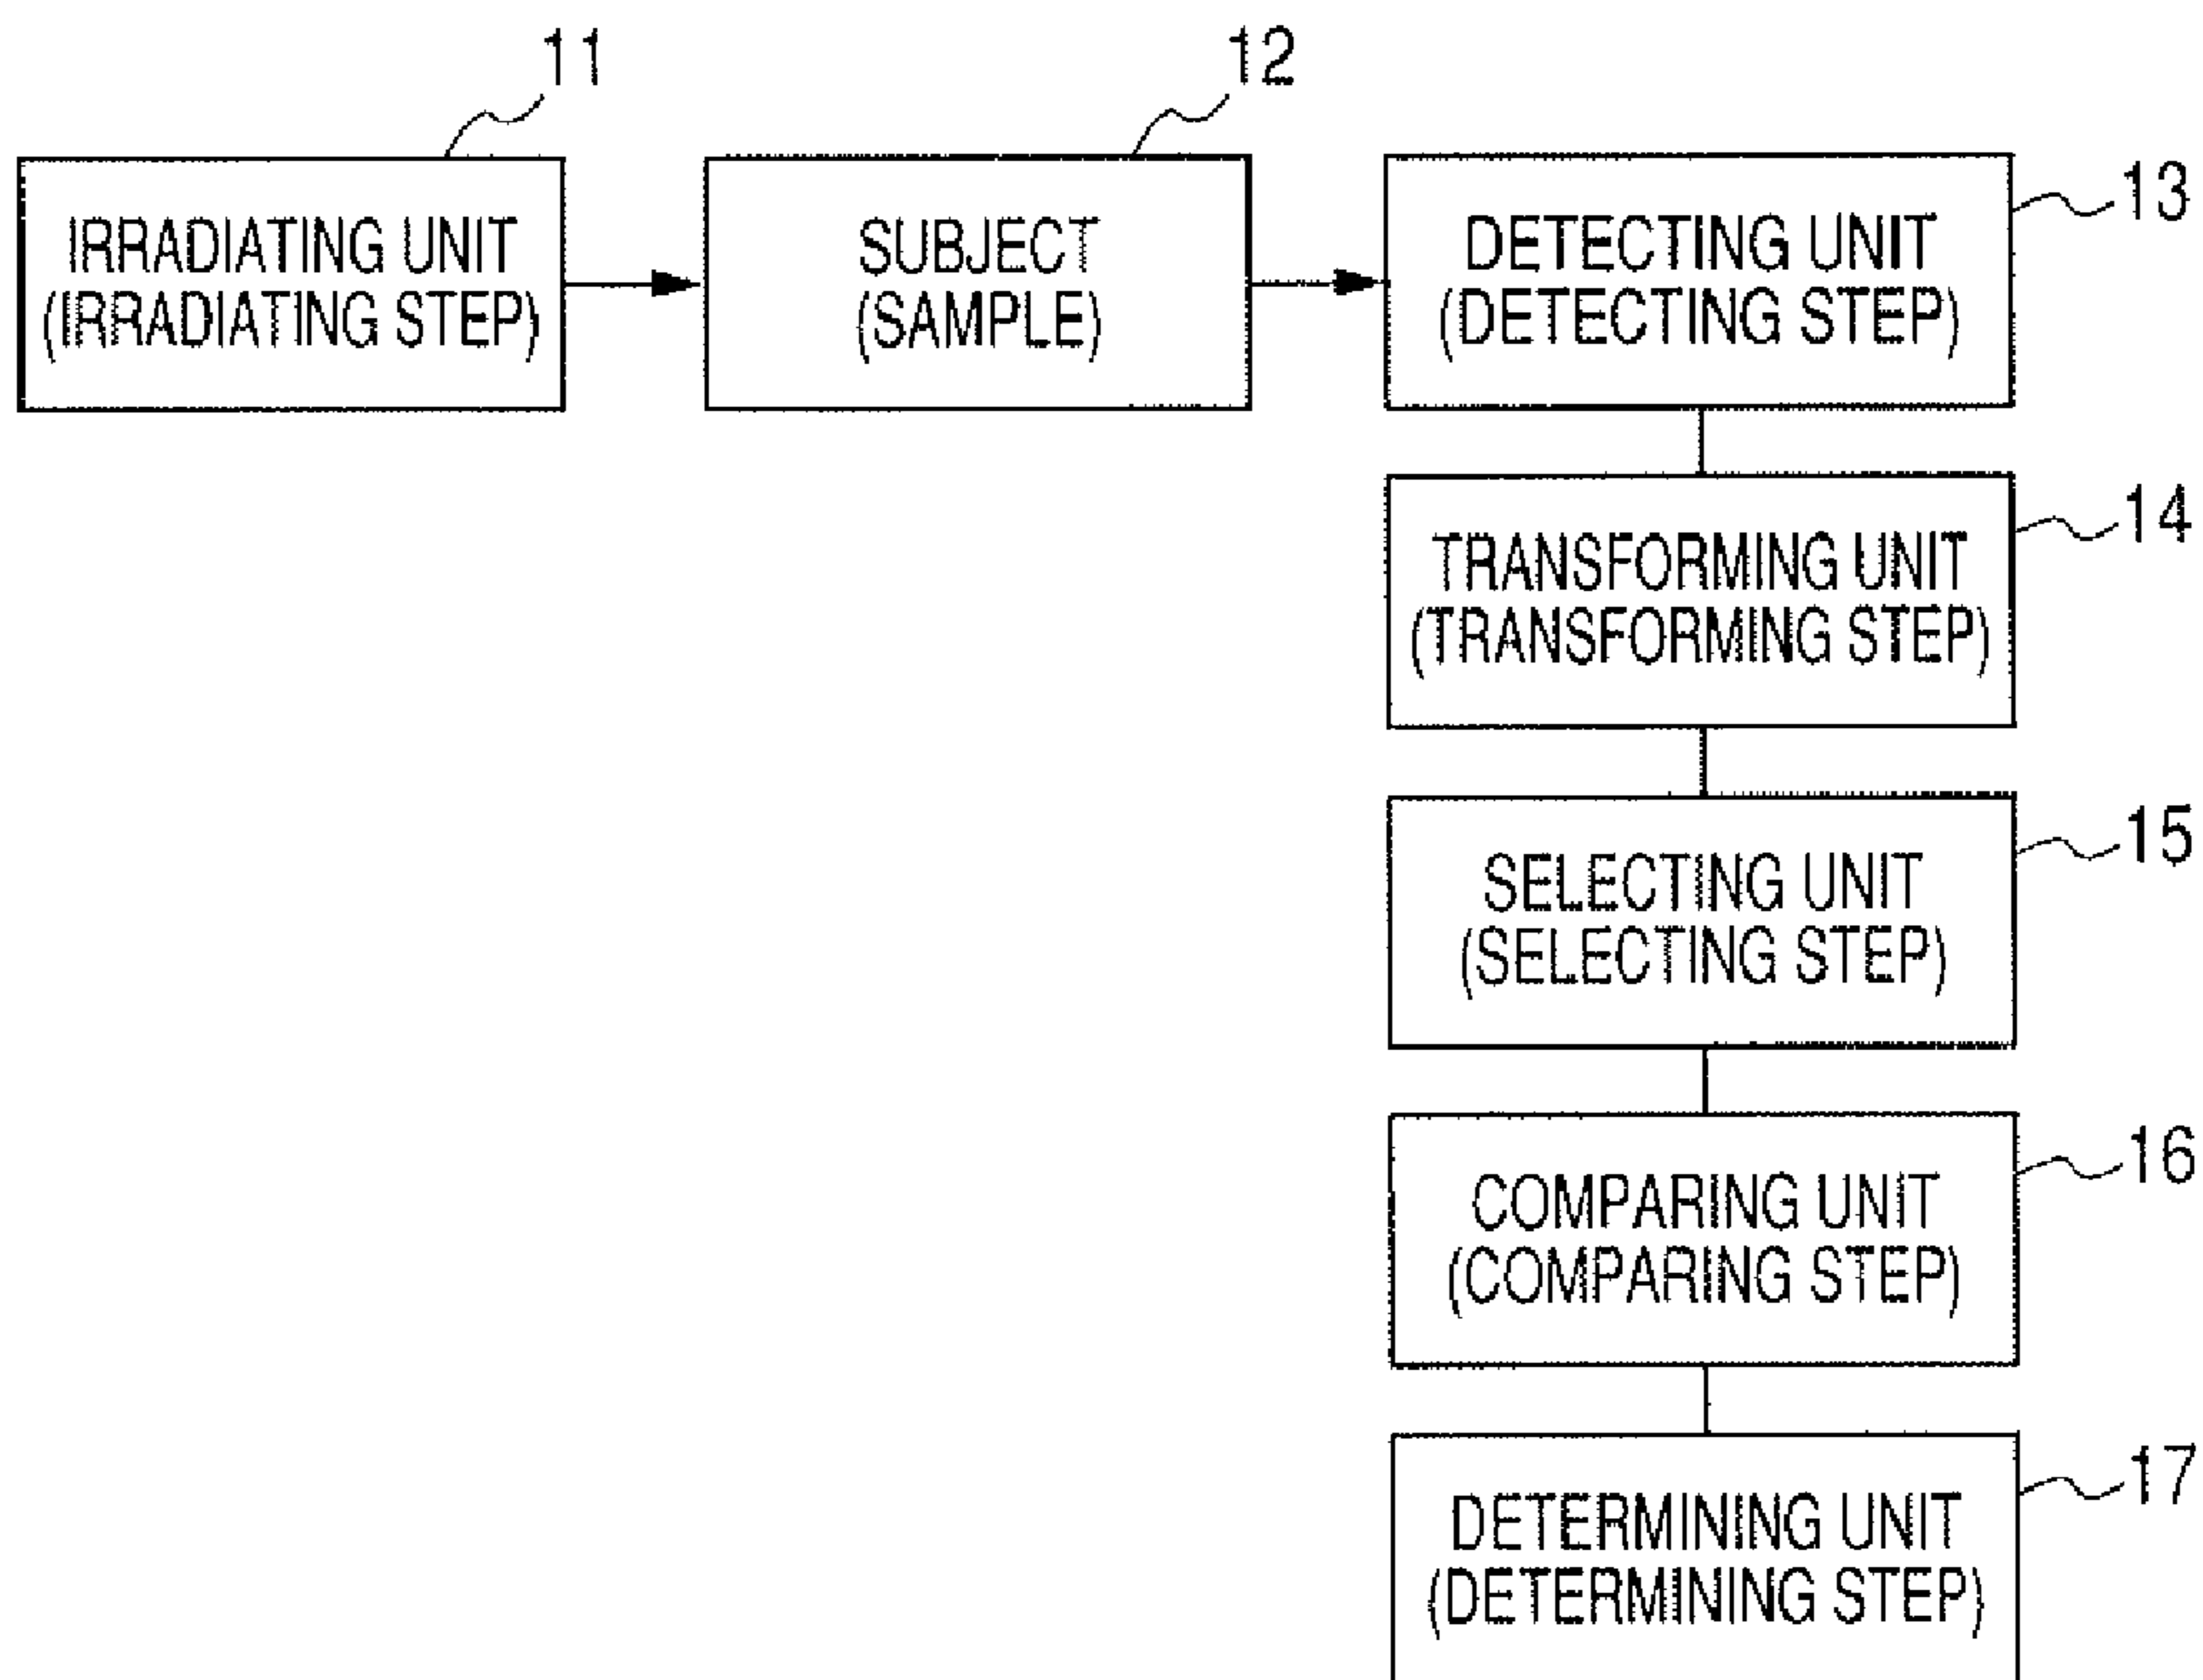 11
12
IRRADIATING UNIT
(IRRADIATING STEP)
SUBJECT
(SAMPLE)
DETECTING UNIT
(DETECTING STEP)
13
TRANSFORMING UNIT
(TRANSFORMING STEP)
14
SELECTING UNIT
(SELECTING STEP)
15
COMPARING UNIT
(COMPARING STEP)
16
DETERMINING UNIT
(DETERMINING STEP)
17